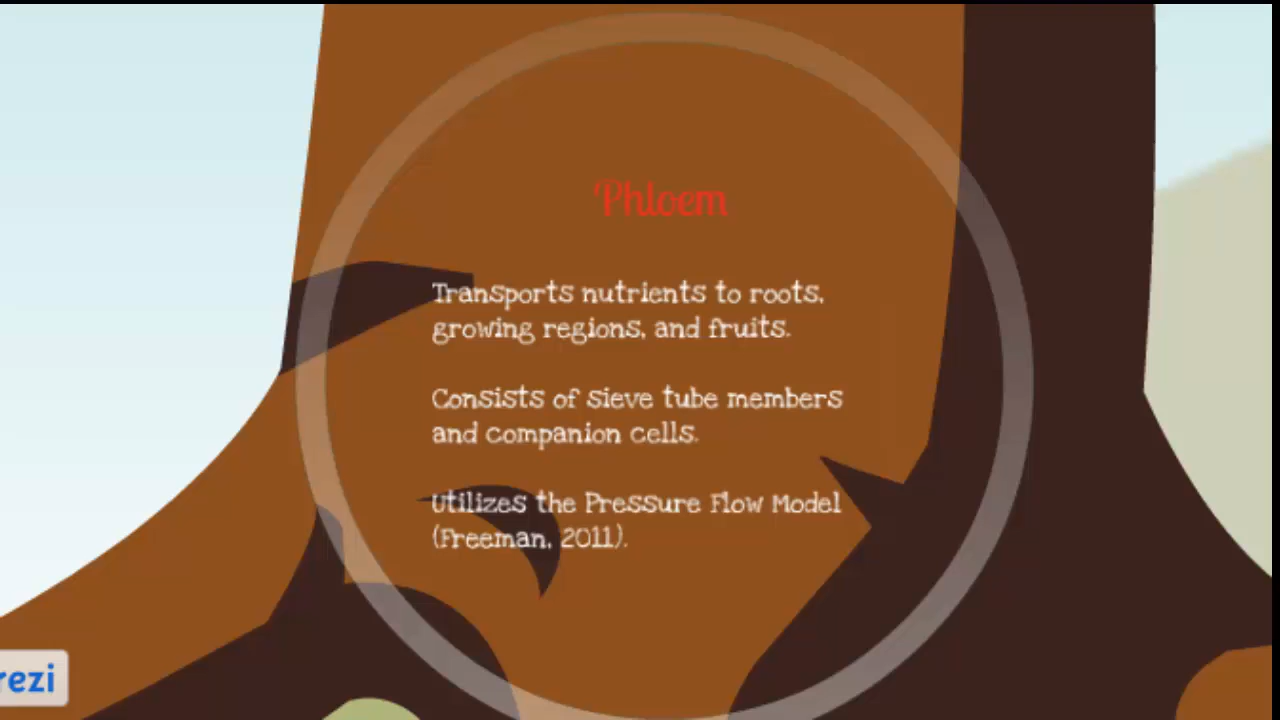 Phloem
Transports nutrients to roots,
growing regions, and fruits.
Consists of sieve tube members
and companion cells.
Utilizes the Pressure Flow Model
(Freeman, 2011).
rezi